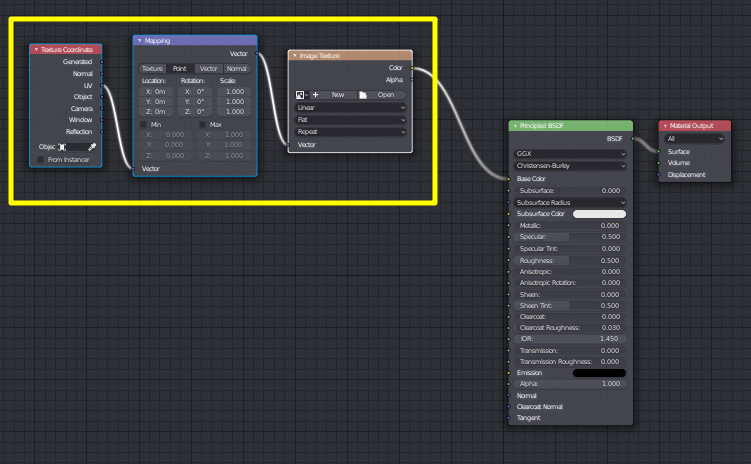 Texture Coordinate
Generated
Normal
UV
Object
Camera
Window
Reflection
Objec
From Instancer
Mapping
Vector
Texture Point Vector Normal
Location: Rotation: Scale:
X: 0m X: 0° 1.000
Y: 0m Y: 0° 1.000
Z: 0m Z: 0° 1.000
Min Max
X: 0.000 X: 1.000
Y: 0.000 Y: 1.000
Z: 0.000 Z: 1.000
Vector
Image Texture
Color
Alpha
New Open
Linear
Flat
Repeat
Vector
Principled BSDF
BSDF
GGX
Christensen-Burley
Base Color
Subsurface: 0.000
Subsurface Radius
Subsurface Color
Metallic: 0.000
Specular: 0.500
Specular Tint: 0.000
Roughness: 0.500
Anisotropic: 0.000
Anisotropic Rotation: 0.000
Sheen: 0.000
Sheen Tint: 0.500
Clearcoat: 0.000
Clearcoat Roughness: 0.030
IOR: 1.450
Transmission: 0.000
Transmission Roughness: 0.000
Emission
Alpha: 1.000
Normal
Clearcoat Normal
Tangent
Material Output
All
Surface
Volume
Displacement